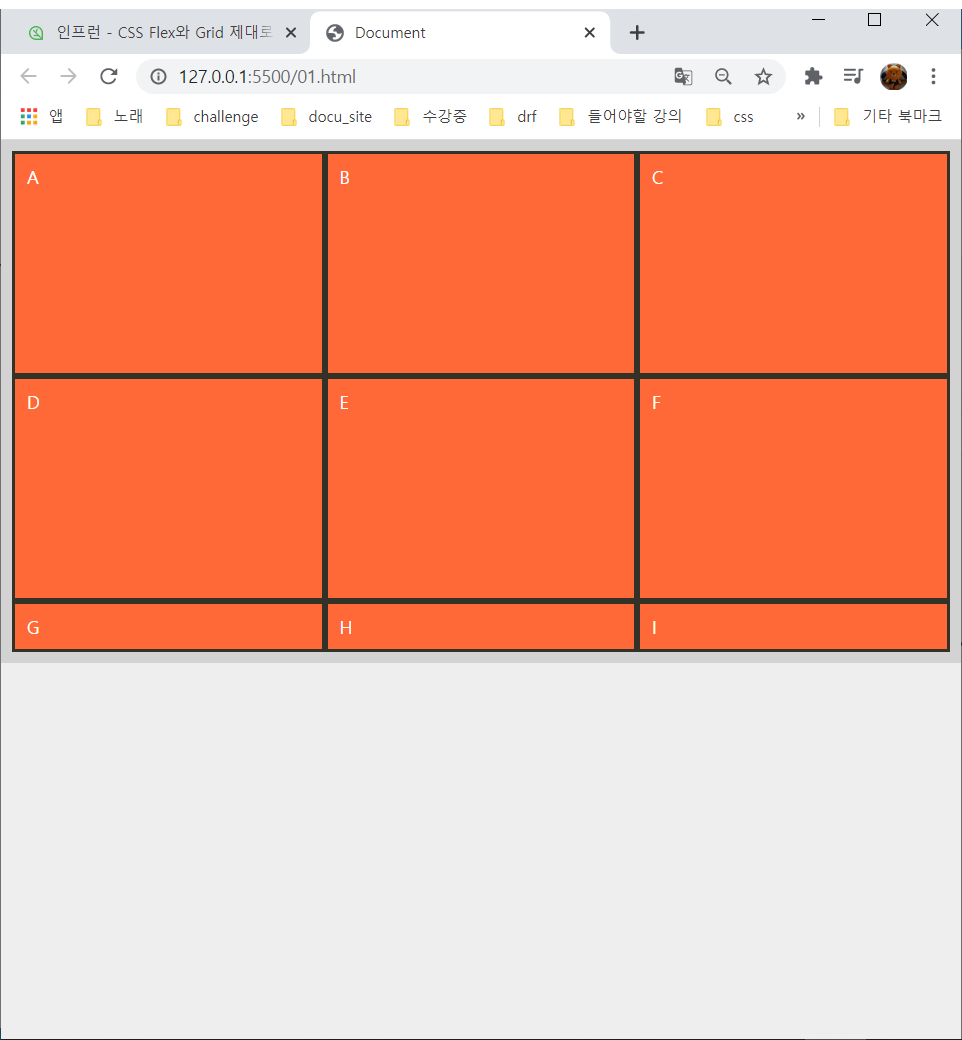 인프런 - CSS Flex와 Grid 제대로
Document
127.0.0.1:5500/01.html
앱 노래 challenge docu_site 수강중 drf 들어야할 강의 css » 기타 북마크
A B C
D E F
G H I